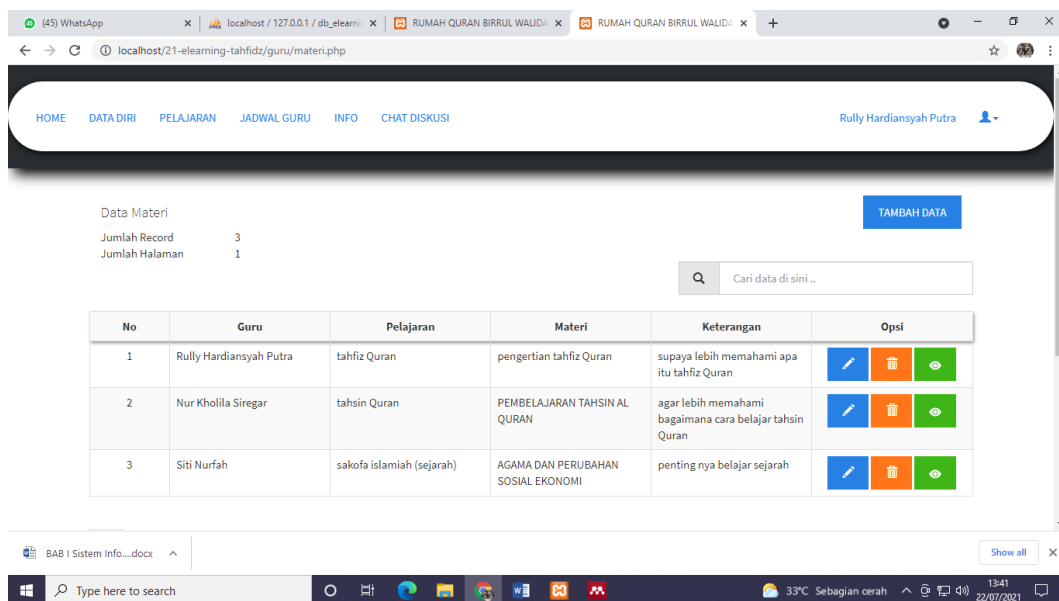 (45) WhatsApp
localhost / 127.0.0.1 / db_elearni
RUMAH QURAN BIRRUL WALIDA
RUMAH QURAN BIRRUL WALIDA
localhost/21-elearning-tahfidz/guru/materi.php
HOME DATA DIRI PELAJARAN JADWAL GURU INFO CHAT DISKUSI Rully Hardiansyah Putra
Data Materi
TAMBAH DATA
Jumlah Record 3
Jumlah Halaman 1
Cari data di sini ..
No Guru Pelajaran Materi Keterangan Opsi
1 Rully Hardiansyah Putra tahfiz Quran pengertian tahfiz Quran supaya lebih memahami apa
itu tahfiz Quran
2 Nur Kholila Siregar tahsin Quran PEMBELAJARAN TAHSIN AL agar lebih memahami
QURAN bagaimana cara belajar tahsin
Quran
3 Siti Nurfah sakofa islamiah (sejarah) AGAMA DAN PERUBAHAN penting nya belajar sejarah
SOSIAL EKONOMI
BAB I Sistem Info....docx
Show all
Type here to search
33°C Sebagian cerah
13:41
22/07/2021